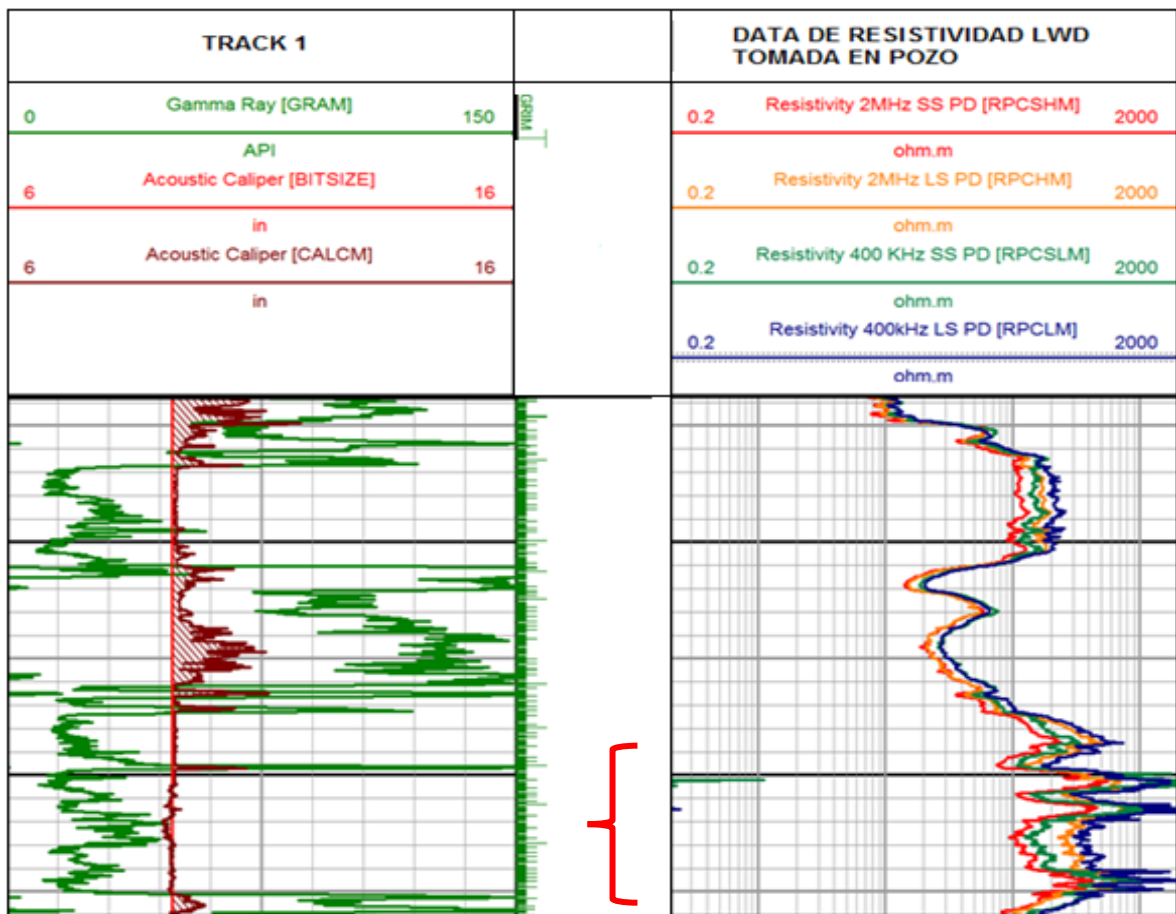 TRACK 1
DATA DE RESISTIVIDAD LWD
TOMADA EN POZO
0 Gamma Ray [GRAM] 150
API
6 Acoustic Caliper [BITSIZE] 16
in
6 Acoustic Caliper [CALCM] 16
in
GRIM
0.2 Resistivity 2MHz SS PD [RPCSHM] 2000
ohm.m
0.2 Resistivity 2MHz LS PD [RPCHM] 2000
ohm.m
0.2 Resistivity 400 KHz SS PD [RPCSLM] 2000
ohm.m
0.2 Resistivity 400kHz LS PD [RPCLM] 2000
ohm.m